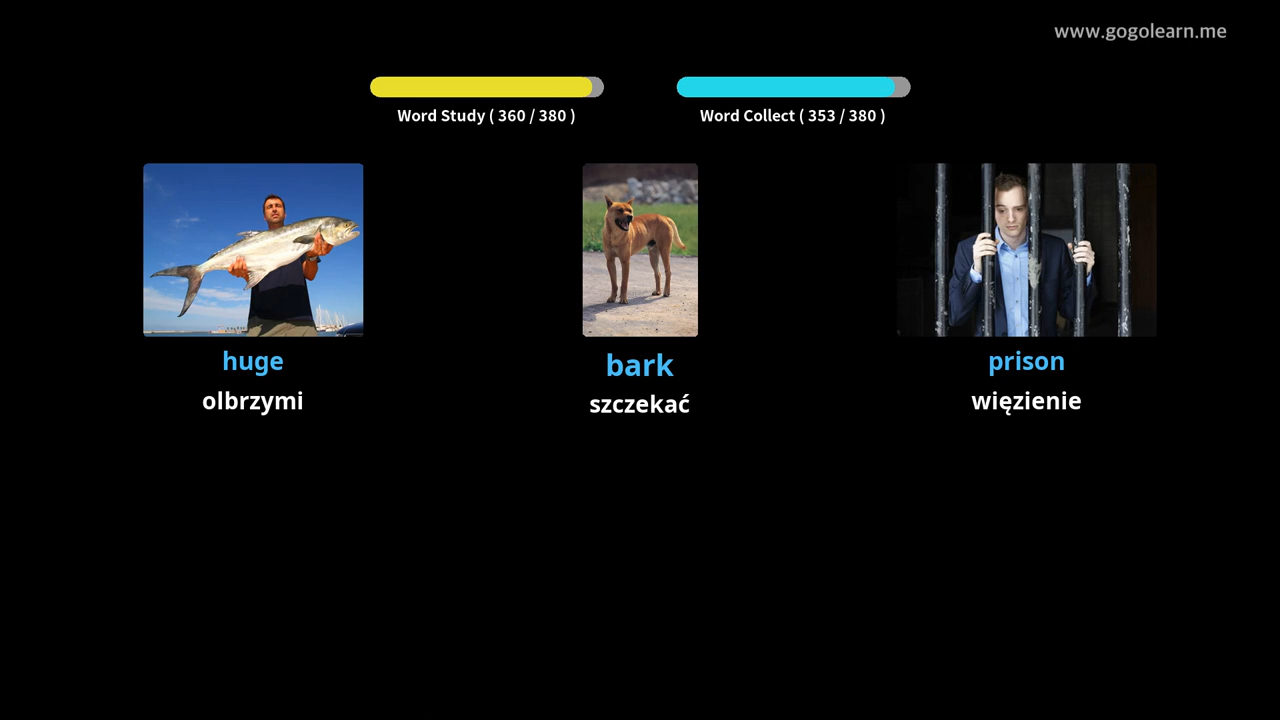 www.gogolearn.me
Word Study ( 360 / 380 )
Word Collect ( 353 / 380 )
huge
bark
prison
olbrzymi
szczekać
więzienie